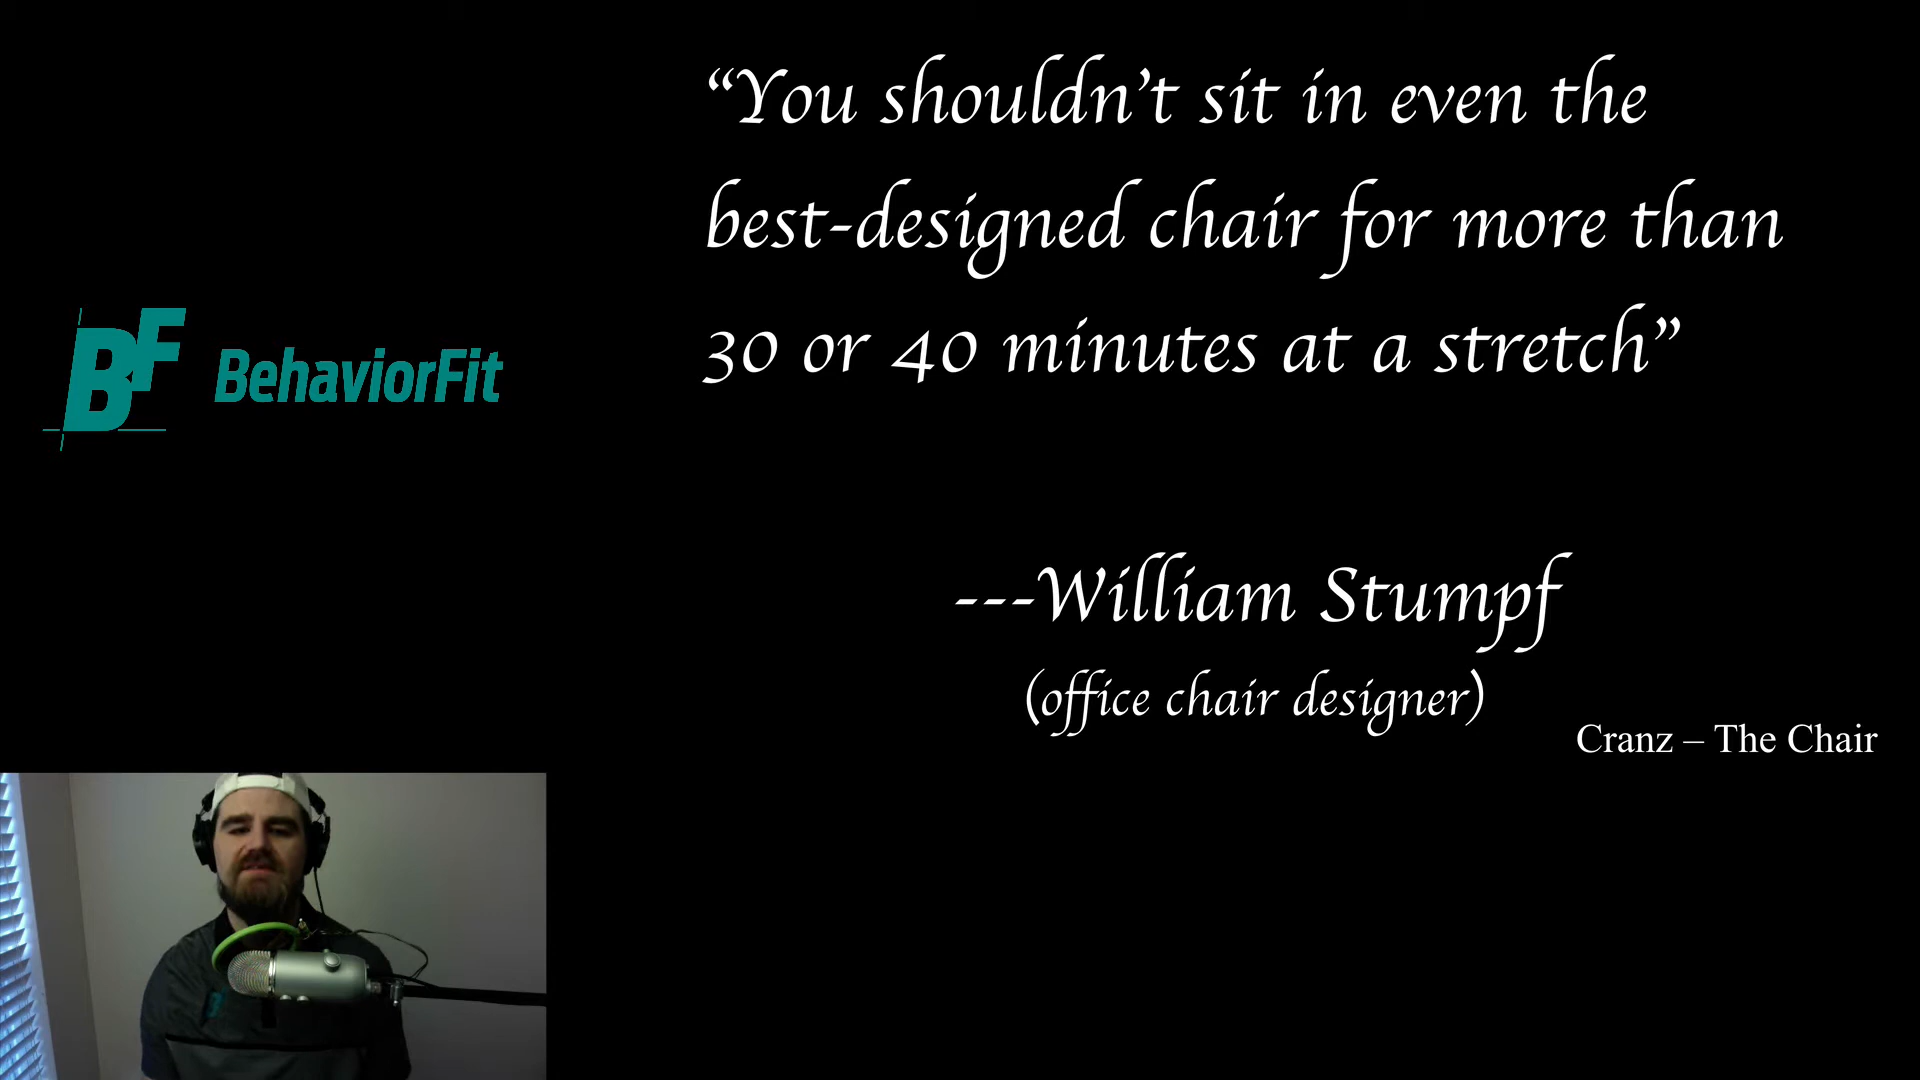 “You shouldn’t sit in even the
best-designed chair for more than
30 or 40 minutes at a stretch”
---William Stumpf
(office chair designer)
Cranz – The Chair
BF BehaviorFit